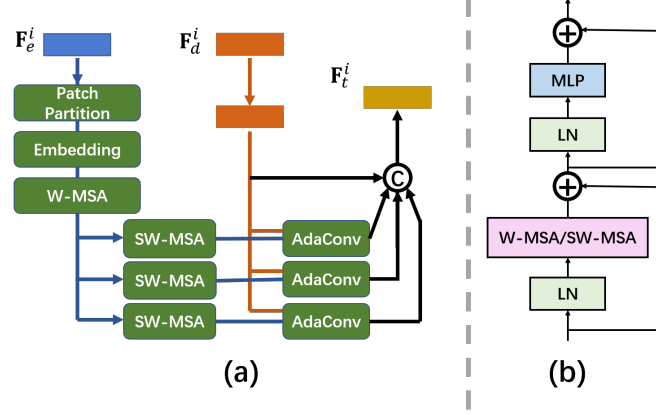 F_e^i
F_d^i
F_t^i
Patch
Partition
Embedding
W-MSA
SW-MSA
AdaConv
SW-MSA
AdaConv
SW-MSA
AdaConv
C
(a)
MLP
LN
W-MSA/SW-MSA
LN
(b)